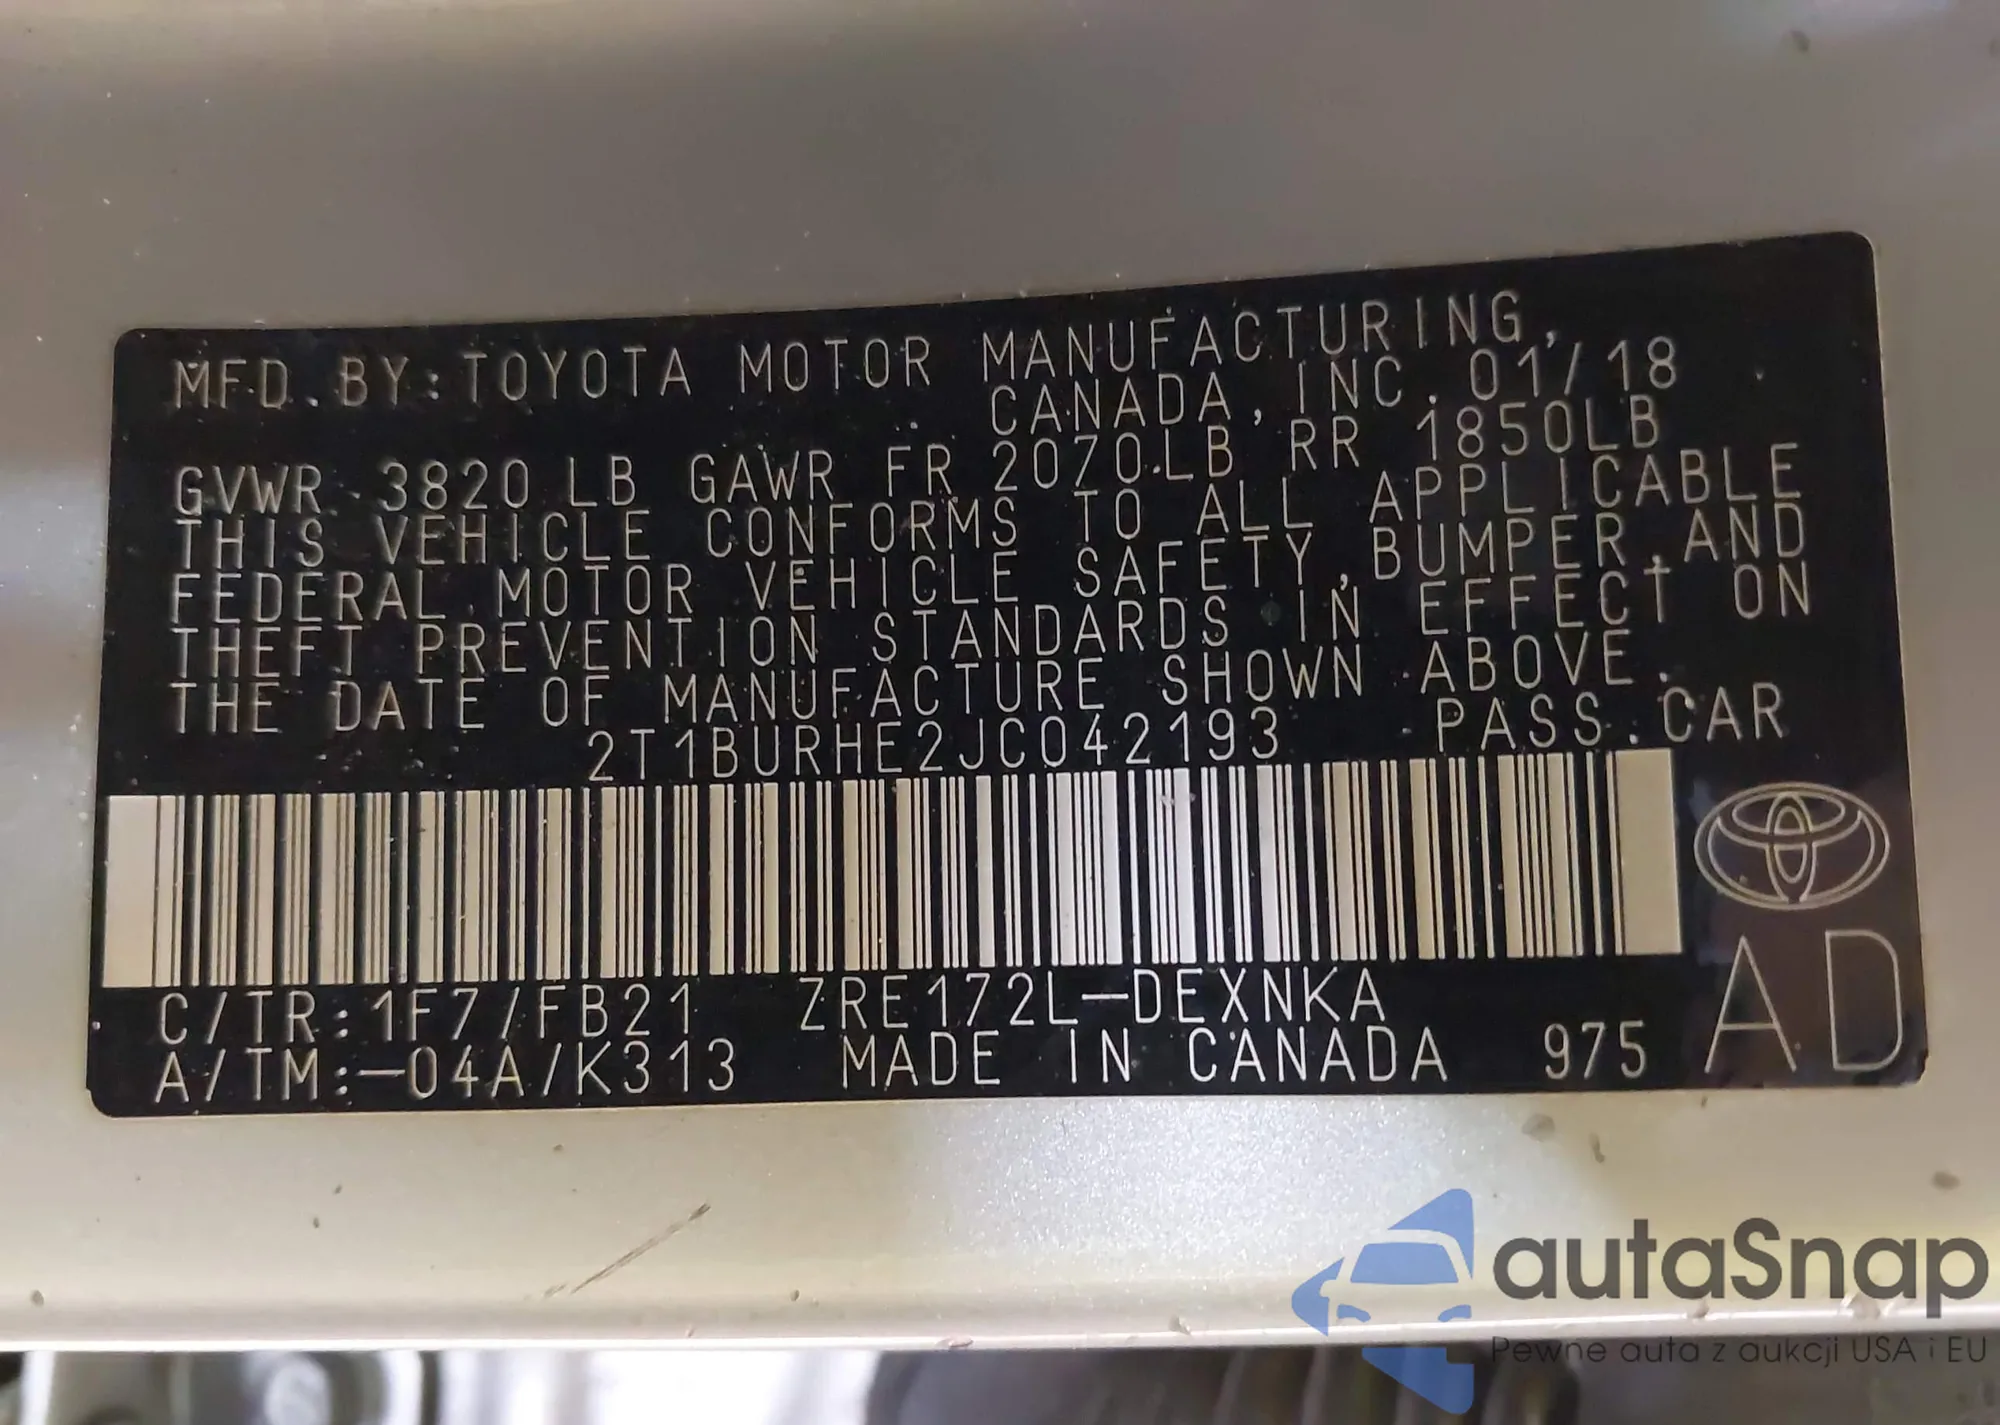 MFD. BY: TOYOTA MOTOR MANUFACTURING,
CANADA, INC. 01/18
GVWR 3820 LB GAWR FR 2070LB RR 1850LB
THIS VEHICLE CONFORMS TO ALL APPLICABLE
FEDERAL MOTOR VEHICLE SAFETY, BUMPER, AND
THEFT PREVENTION STANDARDS IN EFFECT ON
THE DATE OF MANUFACTURE SHOWN ABOVE.
2T1BURHE2JC042193 PASS. CAR
C/TR: 1F7/FB21 ZRE172L-DEXNKA
A/TM: -04A/K313 MADE IN CANADA 975
AD
autaSnap
Pewne auta z aukcji USA i EU